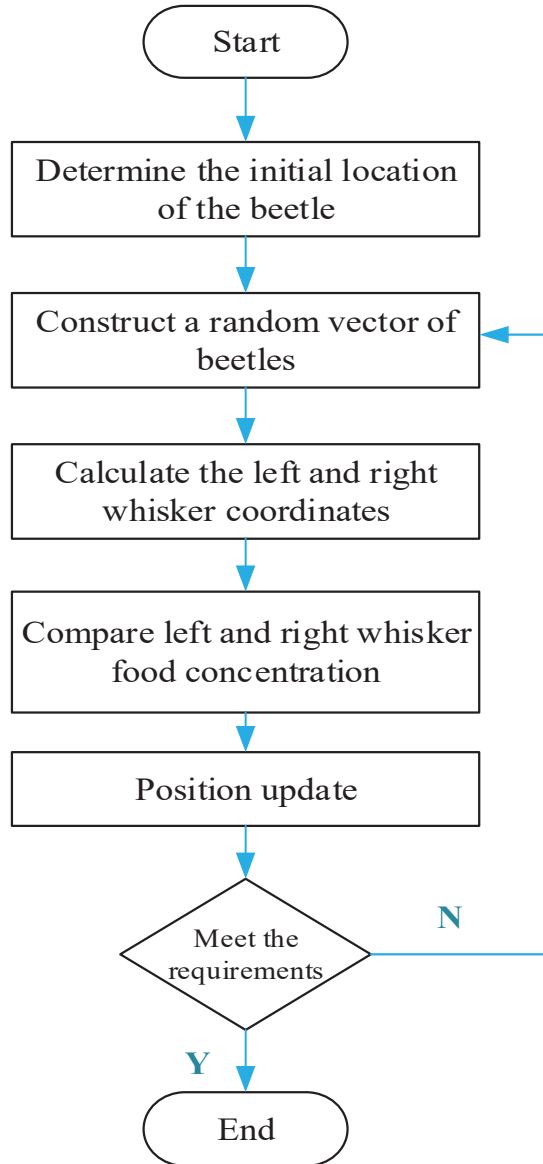 Start
Determine the initial location
of the beetle
Construct a random vector of
beetles
Calculate the left and right
whisker coordinates
Compare left and right whisker
food concentration
Position update
Meet the
requirements
N
Y
End